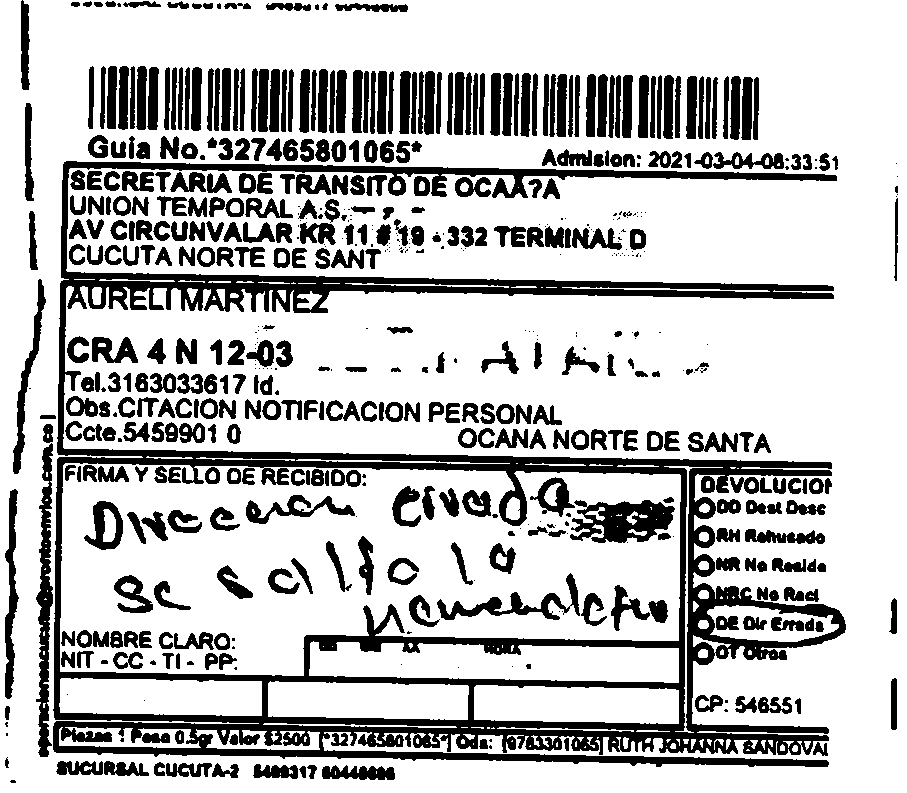 Guia No.*327465801065*
Admision: 2021-03-04-08:33:51
SECRETARIA DE TRANSITO DE OCAÃ?A
UNION TEMPORAL A.S.
AV CIRCUNVALAR KR 11 # 19 - 332 TERMINAL D
CUCUTA NORTE DE SANT
AURELI MARTINEZ
CRA 4 N 12-03
Tel.3163033617 Id.
Obs.CITACION NOTIFICACION PERSONAL
Ccte.5459901 0
OCANA NORTE DE SANTA
FIRMA Y SELLO DE RECIBIDO:
Direccion errada
se salto la
nomenclatura
NOMBRE CLARO:
NIT - CC - TI - PP:
AA HORA
DEVOLUCION
DD Dest Desc
RH Rehusado
NR No Reside
NRC No Recl
DE Dir Errada
OT Otros
CP: 546551
Piezas 1 Peso 0.5gr Valor $2500 [*327465801065*] Ods: [9783301065] RUTH JOHANNA SANDOVAL
SUCURSAL CUCUTA-2